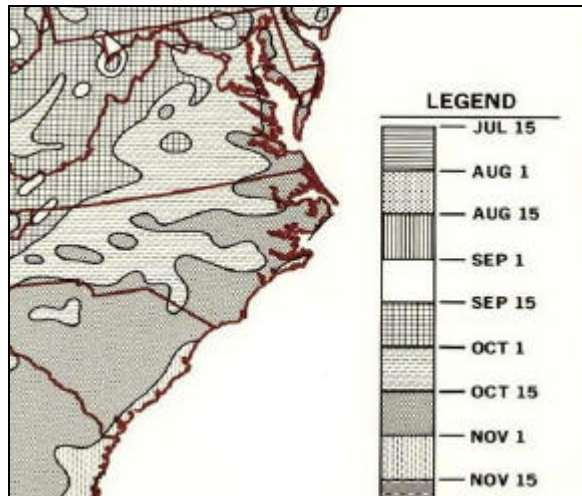 LEGEND
JUL 15
AUG 1
AUG 15
SEP 1
SEP 15
OCT 1
OCT 15
NOV 1
NOV 15